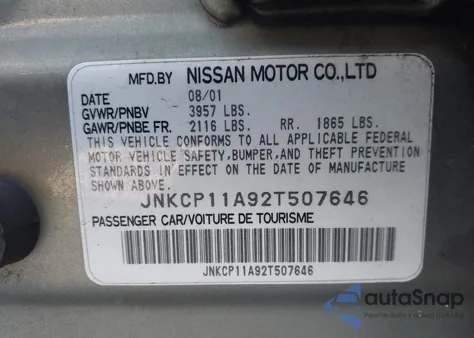 MFD.BY NISSAN MOTOR CO.,LTD
DATE 08/01
GVWR/PNBV 3957 LBS.
GAWR/PNBE FR. 2116 LBS. RR. 1865 LBS.
THIS VEHICLE CONFORMS TO ALL APPLICABLE FEDERAL
MOTOR VEHICLE SAFETY,BUMPER,AND THEFT PREVENTION
STANDARDS IN EFFECT ON THE DATE OF MANUFACTURE
SHOWN ABOVE.
JNKCP11A92T507646
PASSENGER CAR/VOITURE DE TOURISME
JNKCP11A92T507646
autoSnap